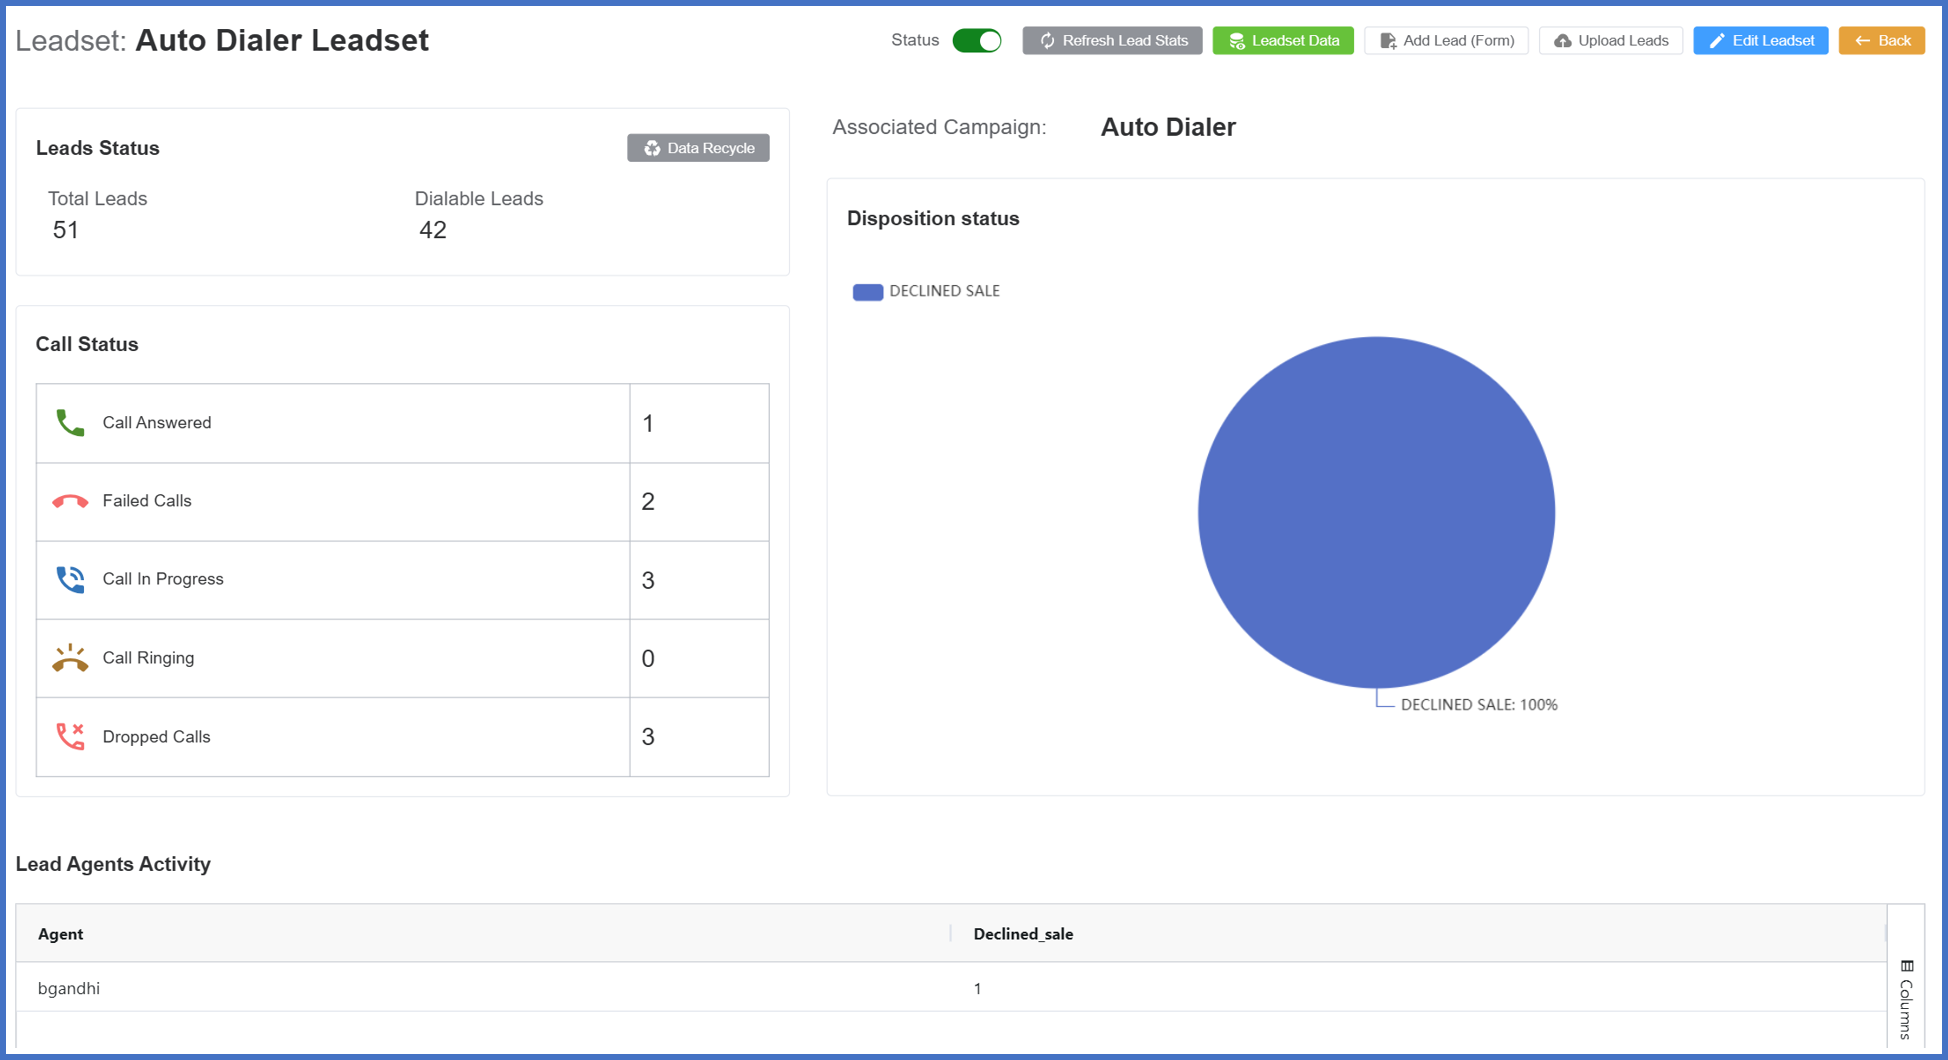 Leadset: Auto Dialer Leadset
Status
Refresh Lead Stats
Leadset Data
Add Lead (Form)
Upload Leads
Edit Leadset
Back
Leads Status
Data Recycle
Total Leads
Dialable Leads
51
42
Associated Campaign:
Auto Dialer
Disposition status
DECLINED SALE
DECLINED SALE: 100%
Call Status
Call Answered
1
Failed Calls
2
Call In Progress
3
Call Ringing
0
Dropped Calls
3
Lead Agents Activity
Agent
Declined_sale
bgandhi
1
Columns